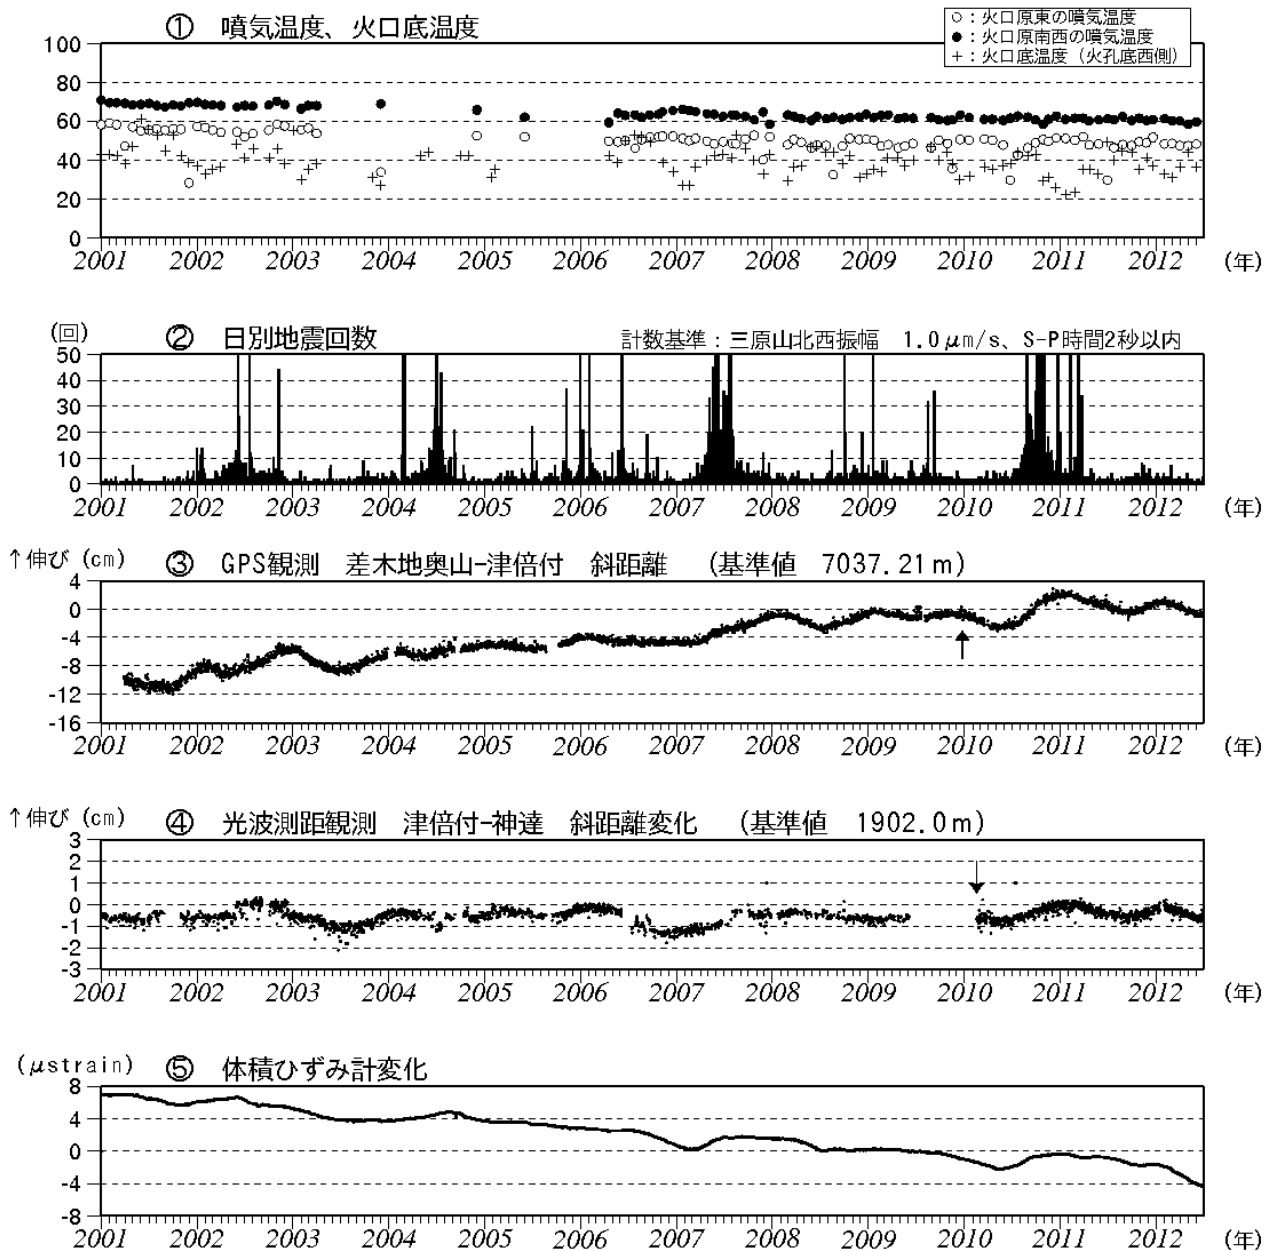 ① 噴気温度、火口底温度
○：火口原東の噴気温度
●：火口原南西の噴気温度
＋：火口底温度（火孔底西側）
100
80
60
40
20
0
2001 2002 2003 2004 2005 2006 2007 2008 2009 2010 2011 2012 (年)
(回) ② 日別地震回数 計数基準：三原山北西振幅 1.0μm/s、S-P時間2秒以内
50
40
30
20
10
0
2001 2002 2003 2004 2005 2006 2007 2008 2009 2010 2011 2012 (年)
↑伸び (cm) ③ GPS観測 差木地奥山-津倍付 斜距離 (基準値 7037.21m)
4
0
-4
-8
-12
-16
2001 2002 2003 2004 2005 2006 2007 2008 2009 2010 2011 2012 (年)
↑伸び (cm) ④ 光波測距観測 津倍付-神達 斜距離変化 (基準値 1902.0m)
3
2
1
0
-1
-2
-3
2001 2002 2003 2004 2005 2006 2007 2008 2009 2010 2011 2012 (年)
(μstrain) ⑤ 体積ひずみ計変化
8
4
0
-4
-8
2001 2002 2003 2004 2005 2006 2007 2008 2009 2010 2011 2012 (年)